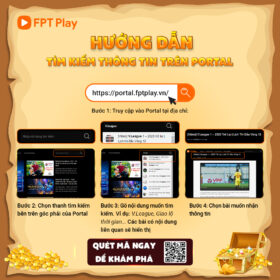 FPT Play
HƯỚNG DẪN
TÌM KIẾM THÔNG TIN TRÊN PORTAL
https://portal.fptplay.vn/
Bước 1: Truy cập vào Portal tại địa chỉ:
V.League
Bước 2: Chọn thanh tìm kiếm
bên trên góc phải của Portal
Bước 3: Gõ nội dung muốn tìm
kiếm. Ví dụ: V.League, Giao lộ
thời gian... Các bài có nội dung
liên quan sẽ hiển thị
Bước 4: Chọn bài muốn nhận
thông tin
QUÉT MÃ NGAY
ĐỂ KHÁM PHÁ